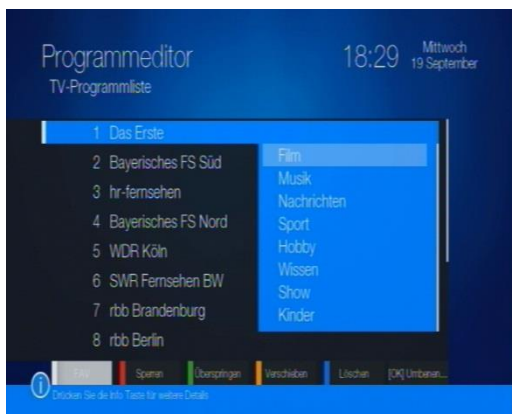 Programmeditor
18:29
Mittwoch
19 September
TV-Programmliste
1 Das Erste
2 Bayerisches FS Süd
3 hr-fernsehen
4 Bayerisches FS Nord
5 WDR Köln
6 SWR Fernsehen BW
7 rbb Brandenburg
8 rbb Berlin
Film
Musik
Nachrichten
Sport
Hobby
Wissen
Show
Kinder
FAV Sperren Überspringen Verschieben Löschen [OK] Umbenen...
Drücken Sie die Info Taste für weitere Details